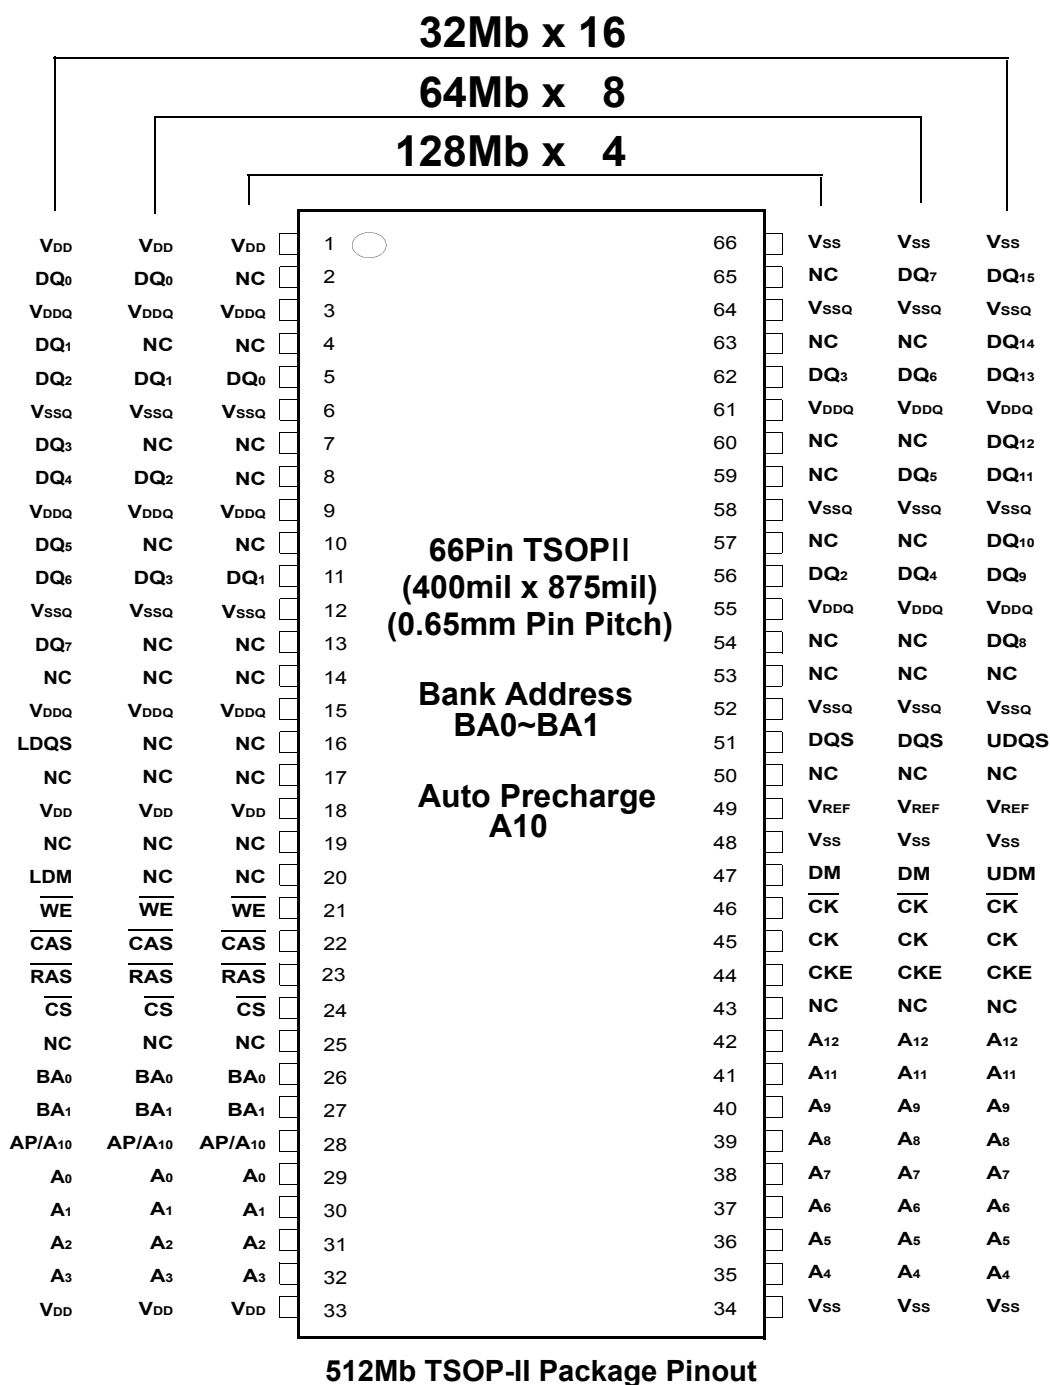 32Mb x 16
64Mb x 8
128Mb x 4
VDD VDD VDD 1 66 VSS VSS VSS
DQ0 DQ0 NC 2 65 NC DQ7 DQ15
VDDQ VDDQ VDDQ 3 64 VSSQ VSSQ VSSQ
DQ1 NC NC 4 63 NC NC DQ14
DQ2 DQ1 DQ0 5 62 DQ3 DQ6 DQ13
VSSQ VSSQ VSSQ 6 61 VDDQ VDDQ VDDQ
DQ3 NC NC 7 60 NC NC DQ12
DQ4 DQ2 NC 8 59 NC DQ5 DQ11
VDDQ VDDQ VDDQ 9 58 VSSQ VSSQ VSSQ
DQ5 NC NC 10 57 NC NC DQ10
DQ6 DQ3 DQ1 11 56 DQ2 DQ4 DQ9
VSSQ VSSQ VSSQ 12 55 VDDQ VDDQ VDDQ
DQ7 NC NC 13 54 NC NC DQ8
NC NC NC 14 53 NC NC NC
VDDQ VDDQ VDDQ 15 52 VSSQ VSSQ VSSQ
LDQS NC NC 16 51 DQS DQS UDQS
NC NC NC 17 50 NC NC NC
VDD VDD VDD 18 49 VREF VREF VREF
NC NC NC 19 48 VSS VSS VSS
LDM NC NC 20 47 DM DM UDM
WE WE WE 21 46 CK CK CK
CAS CAS CAS 22 45 CK CK CK
RAS RAS RAS 23 44 CKE CKE CKE
CS CS CS 24 43 NC NC NC
NC NC NC 25 42 A12 A12 A12
BA0 BA0 BA0 26 41 A11 A11 A11
BA1 BA1 BA1 27 40 A9 A9 A9
AP/A10 AP/A10 AP/A10 28 39 A8 A8 A8
A0 A0 A0 29 38 A7 A7 A7
A1 A1 A1 30 37 A6 A6 A6
A2 A2 A2 31 36 A5 A5 A5
A3 A3 A3 32 35 A4 A4 A4
VDD VDD VDD 33 34 VSS VSS VSS
66Pin TSOPII
(400mil x 875mil)
(0.65mm Pin Pitch)
Bank Address
BA0~BA1
Auto Precharge
A10
512Mb TSOP-II Package Pinout